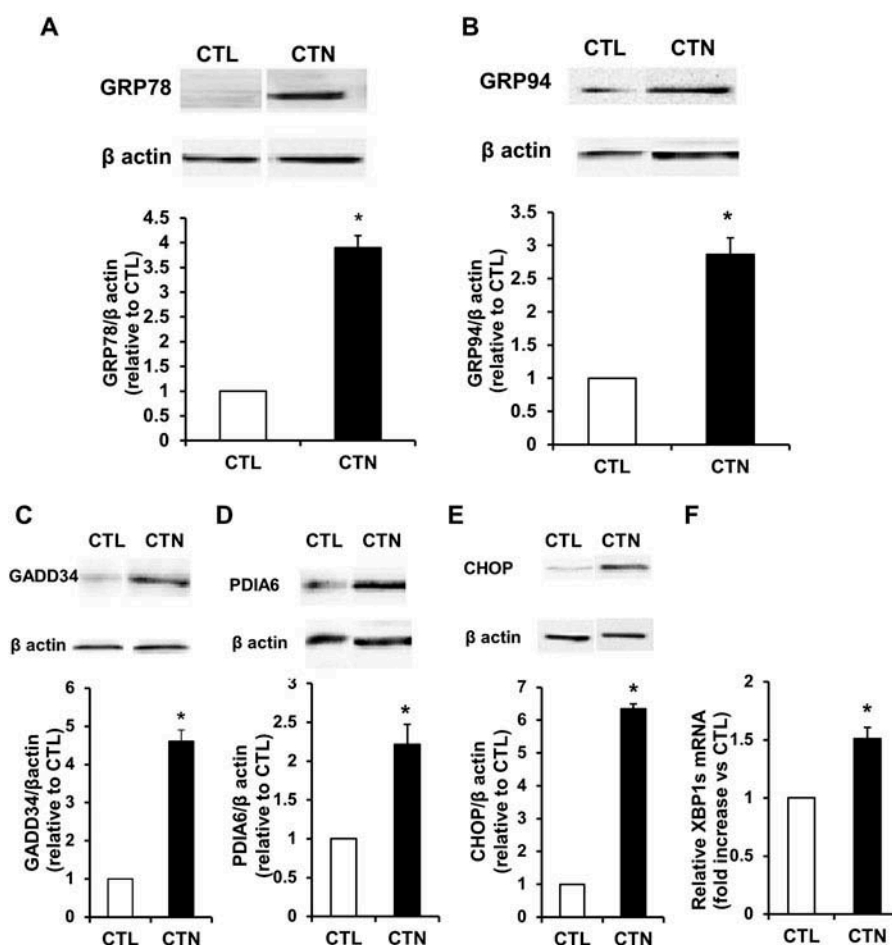 A
CTL CTN
GRP78
β actin
4.5
4
3.5
3
2.5
2
1.5
1
0.5
0
GRP78/β actin
(relative to CTL)
*
CTL CTN
B
CTL CTN
GRP94
β actin
3.5
3
2.5
2
1.5
1
0.5
0
GRP94/β actin
(relative to CTL)
*
CTL CTN
C
CTL CTN
GADD34
β actin
6
5
4
3
2
1
0
GADD34/βactin
(relative to CTL)
*
CTL CTN
D
CTL CTN
PDIA6
β actin
3
2.5
2
1.5
1
0.5
0
PDIA6/β actin
(relative to CTL)
*
CTL CTN
E
CTL CTN
CHOP
β actin
7
6
5
4
3
2
1
0
CHOP/β actin
(relative to CTL)
*
CTL CTN
F
2
1.5
1
0.5
0
Relative XBP1s mRNA
(fold increase vs CTL)
*
CTL CTN